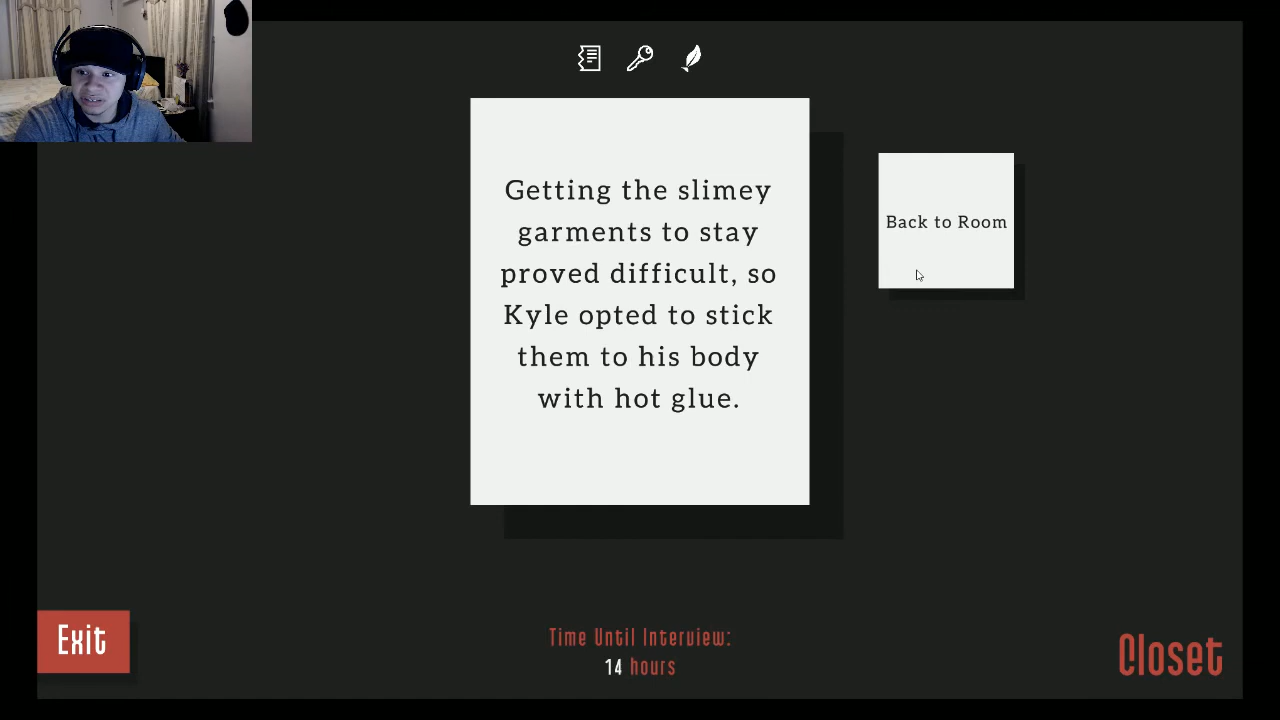 Getting the slimey
garments to stay
proved difficult, so
Kyle opted to stick
them to his body
with hot glue.
Back to Room
Exit
Time Until Interview:
14 hours
Closet